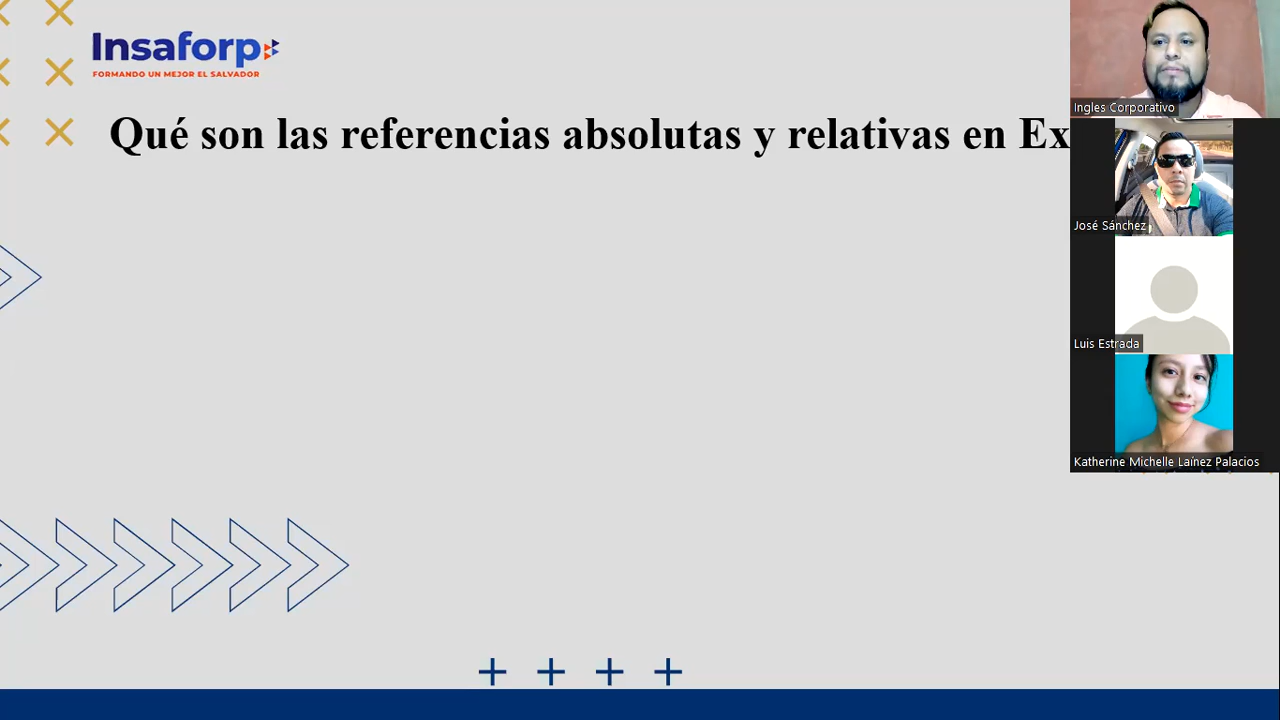 Insaforp
FORMANDO UN MEJOR EL SALVADOR
Qué son las referencias absolutas y relativas en Ex
Ingles Corporativo
José Sánchez
Luis Estrada
Katherine Michelle Laínez Palacios